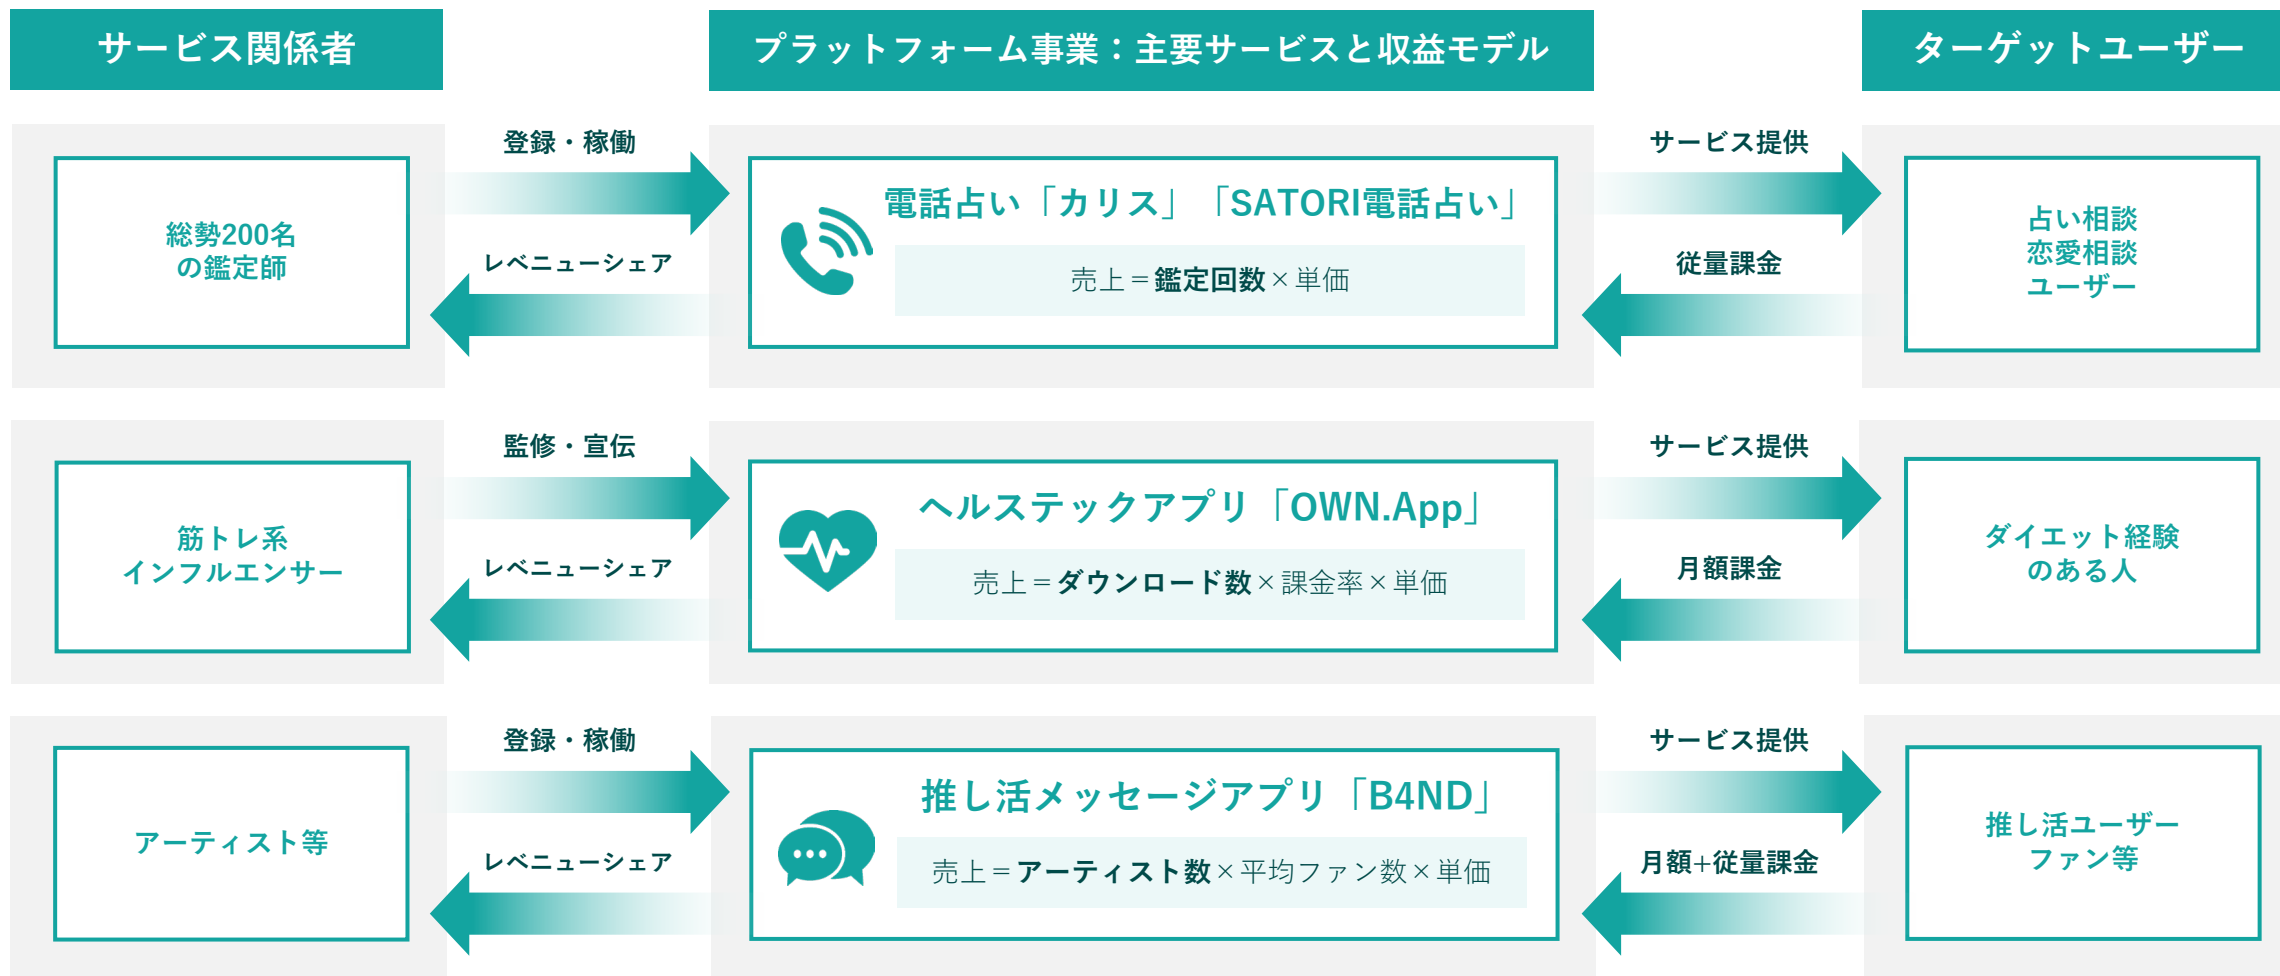 サービス関係者
プラットフォーム事業：主要サービスと収益モデル
ターゲットユーザー
総勢200名
の鑑定師
登録・稼働
レベニューシェア
電話占い「カリス」「SATORI電話占い」
売上＝鑑定回数×単価
サービス提供
従量課金
占い相談
恋愛相談
ユーザー
筋トレ系
インフルエンサー
監修・宣伝
レベニューシェア
ヘルステックアプリ「OWN.App」
売上＝ダウンロード数×課金率×単価
サービス提供
月額課金
ダイエット経験
のある人
アーティスト等
登録・稼働
レベニューシェア
推し活メッセージアプリ「B4ND」
売上＝アーティスト数×平均ファン数×単価
サービス提供
月額+従量課金
推し活ユーザー
ファン等